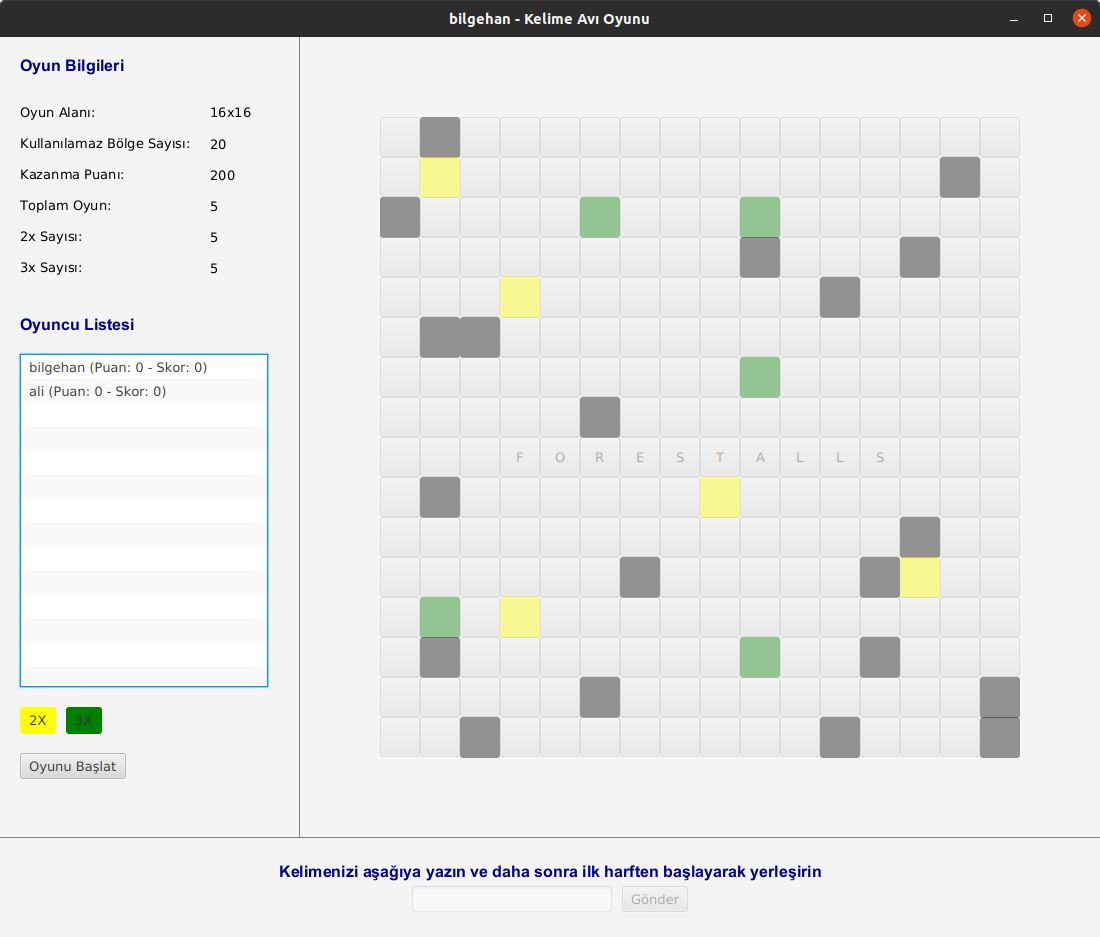 bilgehan - Kelime Avı Oyunu
Oyun Bilgileri
Oyun Alanı: 16x16
Kullanılamaz Bölge Sayısı: 20
Kazanma Puanı: 200
Toplam Oyun: 5
2x Sayısı: 5
3x Sayısı: 5
Oyuncu Listesi
bilgehan (Puan: 0 - Skor: 0)
ali (Puan: 0 - Skor: 0)
2X 3X
Oyunu Başlat
F O R E S T A L L S
Kelimenizi aşağıya yazın ve daha sonra ilk harften başlayarak yerleşirin
Gönder